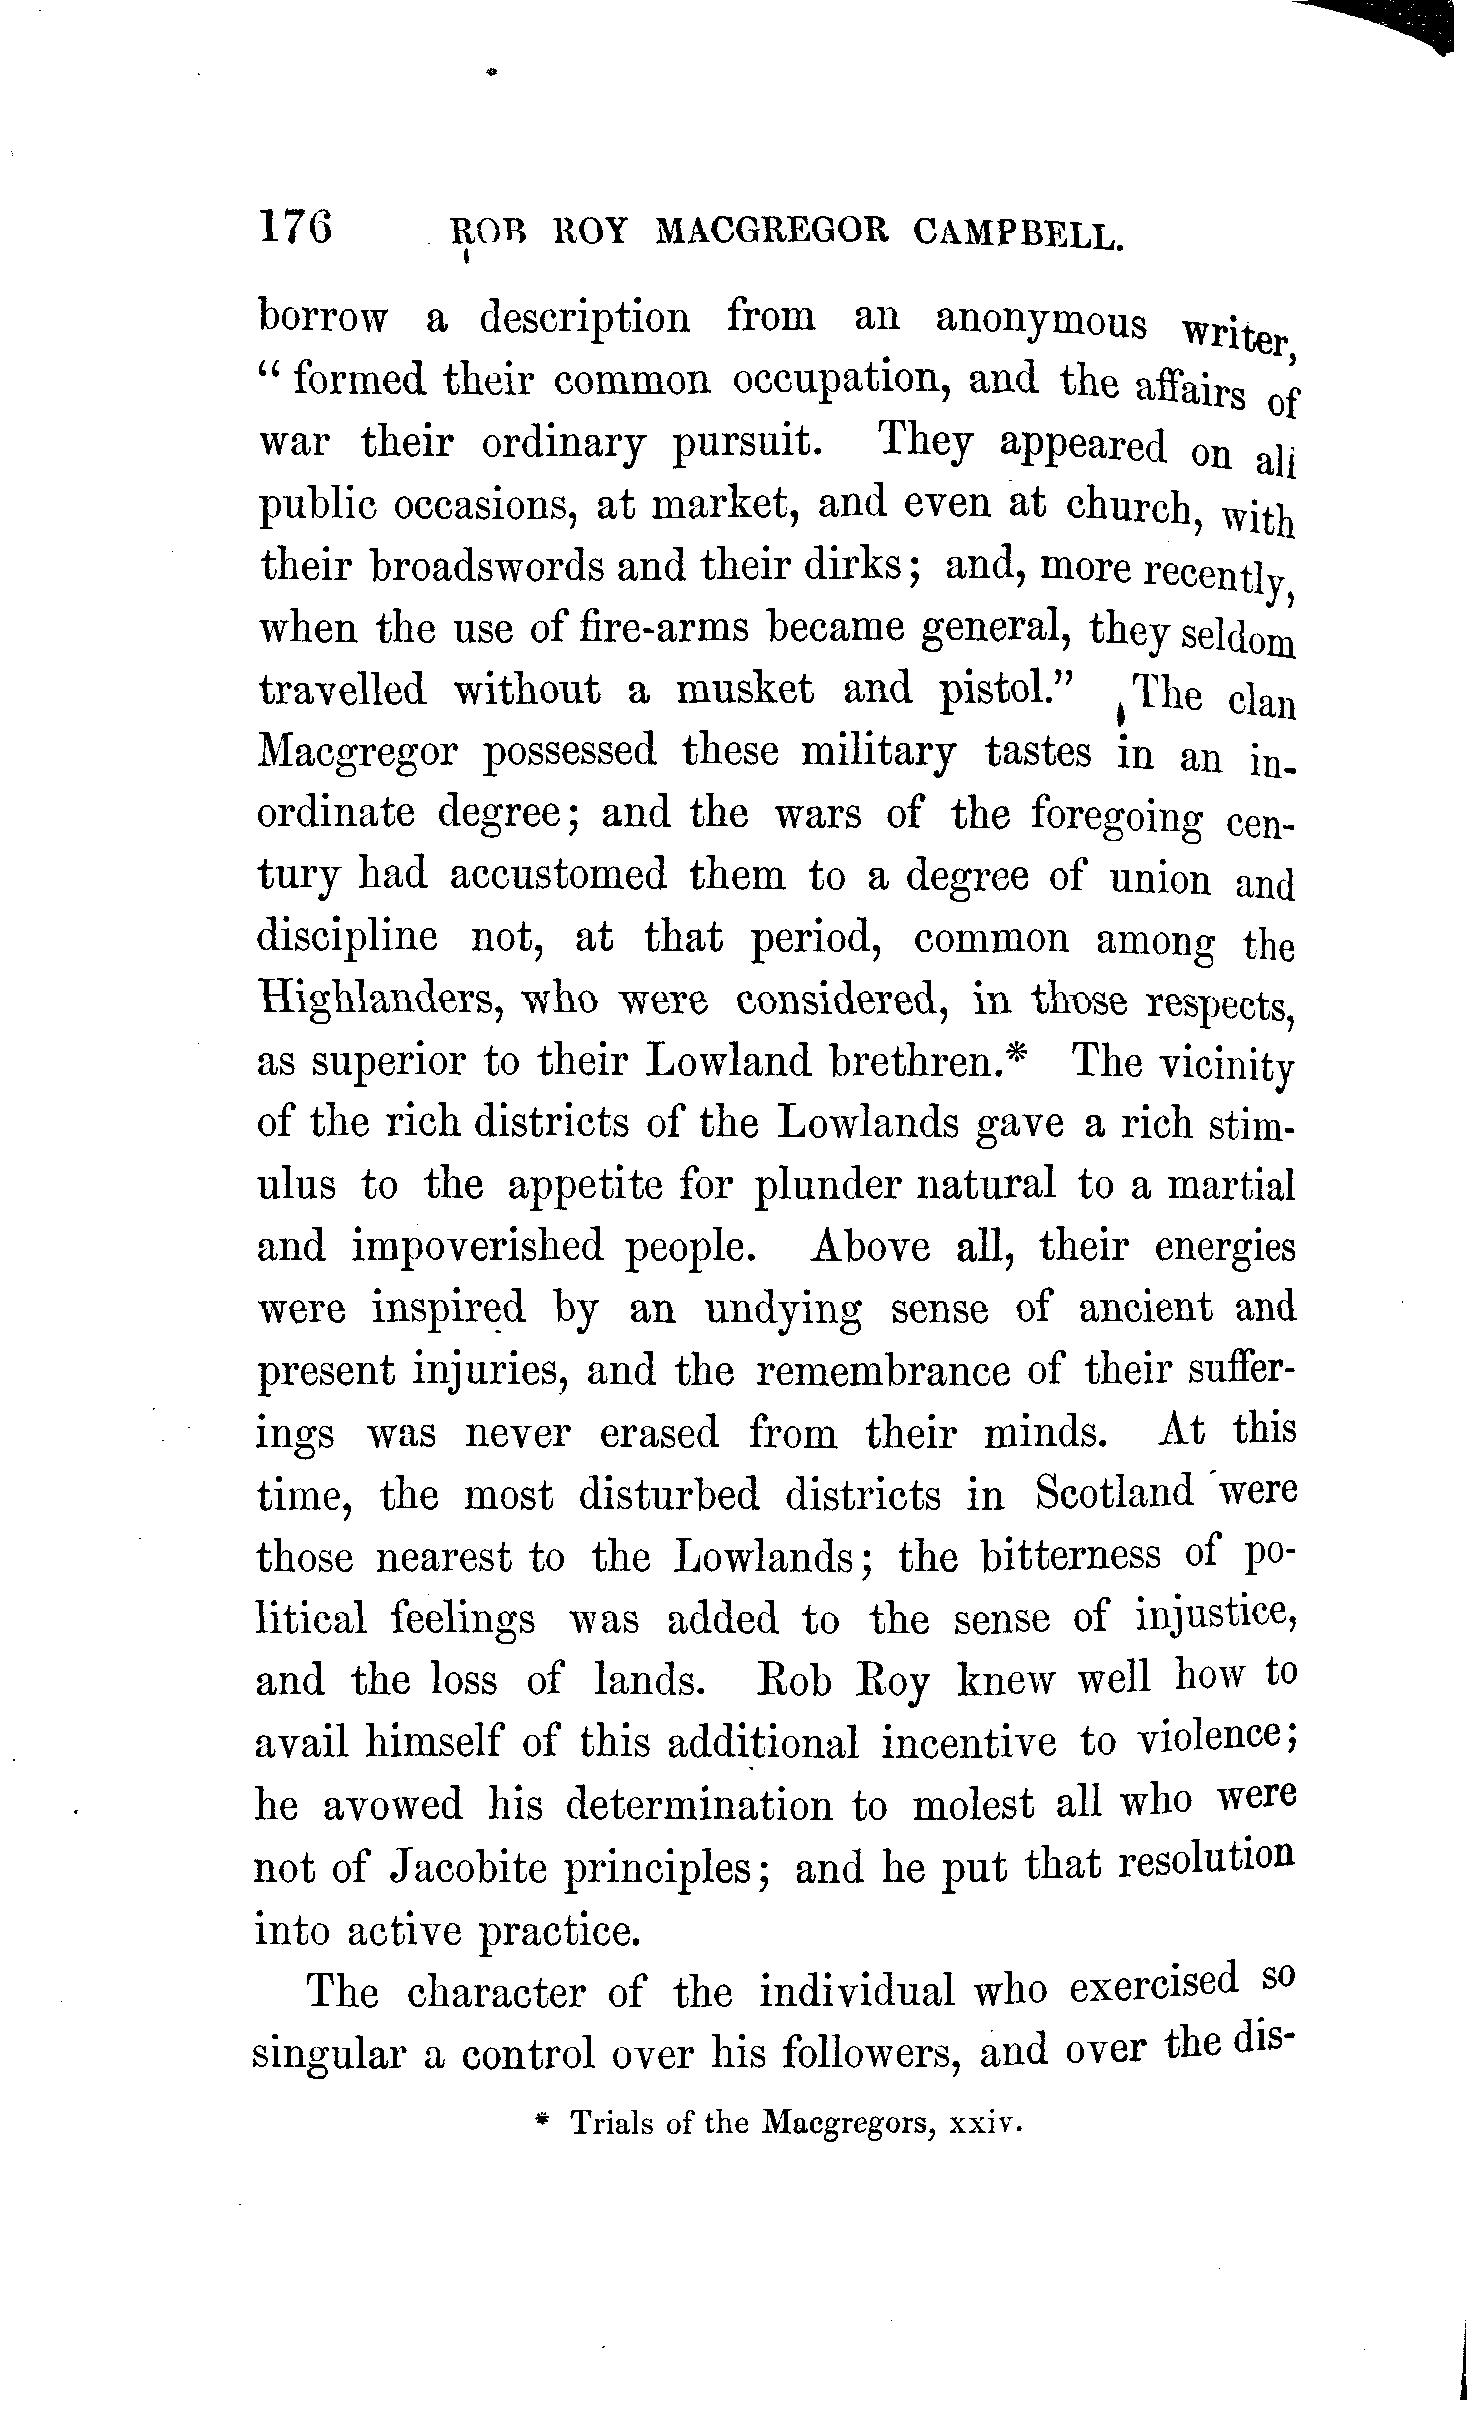 176 ROB ROY MACGREGOR CAMPBELL.
borrow a description from an anonymous writer,
“ formed their common occupation, and the affairs of
war their ordinary pursuit. They appeared on all
public occasions, at market, and even at church, with
their broadswords and their dirks; and, more recently,
when the use of fire-arms became general, they seldom
travelled without a musket and pistol.” The clan
Macgregor possessed these military tastes in an in-
ordinate degree; and the wars of the foregoing cen-
tury had accustomed them to a degree of union and
discipline not, at that period, common among the
Highlanders, who were considered, in those respects,
as superior to their Lowland brethren.* The vicinity
of the rich districts of the Lowlands gave a rich stim-
ulus to the appetite for plunder natural to a martial
and impoverished people. Above all, their energies
were inspired by an undying sense of ancient and
present injuries, and the remembrance of their suffer-
ings was never erased from their minds. At this
time, the most disturbed districts in Scotland were
those nearest to the Lowlands; the bitterness of po-
litical feelings was added to the sense of injustice,
and the loss of lands. Rob Roy knew well how to
avail himself of this additional incentive to violence;
he avowed his determination to molest all who were
not of Jacobite principles; and he put that resolution
into active practice.
The character of the individual who exercised so
singular a control over his followers, and over the dis-
* Trials of the Macgregors, xxiv.